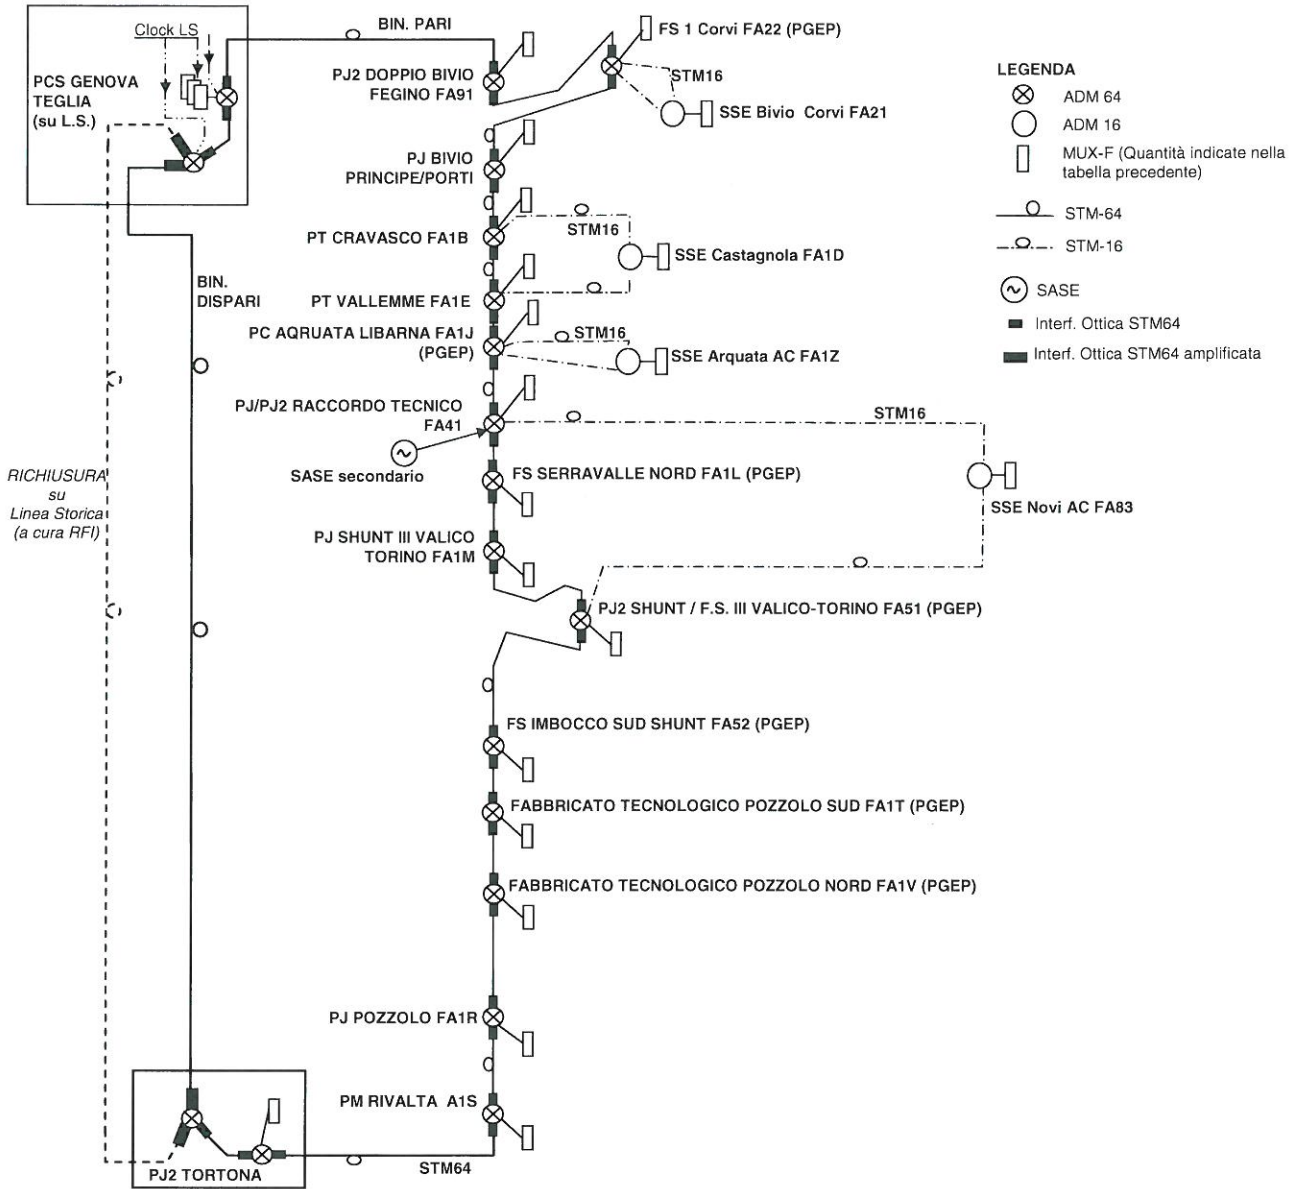 Clock LS
PCS GENOVA
TEGLIA
(su L.S.)
BIN. PARI
PJ2 DOPPIO BIVIO
FEGINO FA91
FS 1 Corvi FA22 (PGEP)
STM16
SSE Bivio Corvi FA21
PJ BIVIO
PRINCIPE/PORTI
PT CRAVASCO FA1B
STM16
SSE Castagnola FA1D
BIN.
DISPARI
PT VALLEMME FA1E
PC AQRUATA LIBARNA FA1J
(PGEP)
STM16
SSE Arquata AC FA1Z
PJ/PJ2 RACCORDO TECNICO
FA41
STM16
SASE secondario
FS SERRAVALLE NORD FA1L (PGEP)
SSE Novi AC FA83
RICHIUSURA
su
Linea Storica
(a cura RFI)
PJ SHUNT III VALICO
TORINO FA1M
PJ2 SHUNT / F.S. III VALICO-TORINO FA51 (PGEP)
FS IMBOCCO SUD SHUNT FA52 (PGEP)
FABBRICATO TECNOLOGICO POZZOLO SUD FA1T (PGEP)
FABBRICATO TECNOLOGICO POZZOLO NORD FA1V (PGEP)
PJ POZZOLO FA1R
PM RIVALTA A1S
STM64
PJ2 TORTONA
LEGENDA
ADM 64
ADM 16
MUX-F (Quantità indicate nella
tabella precedente)
STM-64
STM-16
SASE
Interf. Ottica STM64
Interf. Ottica STM64 amplificata